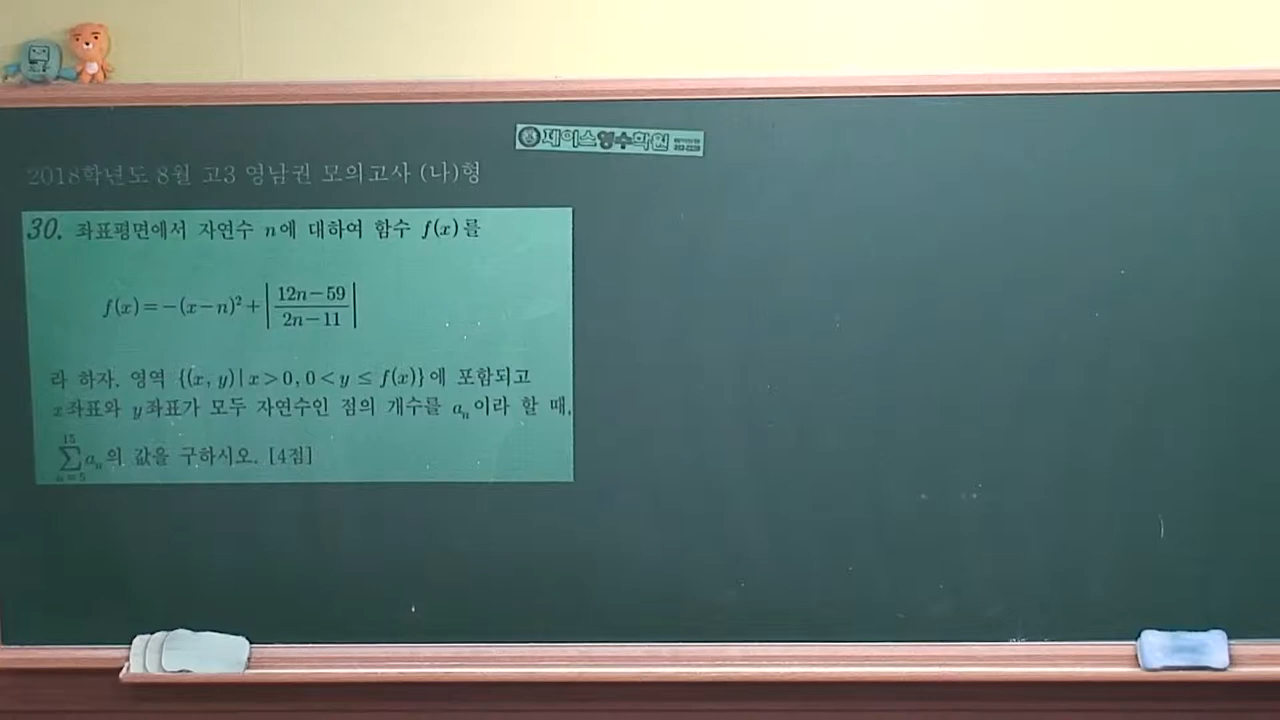 제이스영수학원
2018학년도 8월 고3 영남권 모의고사 (나)형
30. 좌표평면에서 자연수 n에 대하여 함수 f(x)를
f(x)=-(x-n)²+|(12n-59)/(2n-11)|
라 하자. 영역 {(x, y)|x>0, 0<y≤f(x)}에 포함되고
x좌표와 y좌표가 모두 자연수인 점의 개수를 aₙ이라 할 때,
∑_{n=5}^{15} aₙ의 값을 구하시오. [4점]